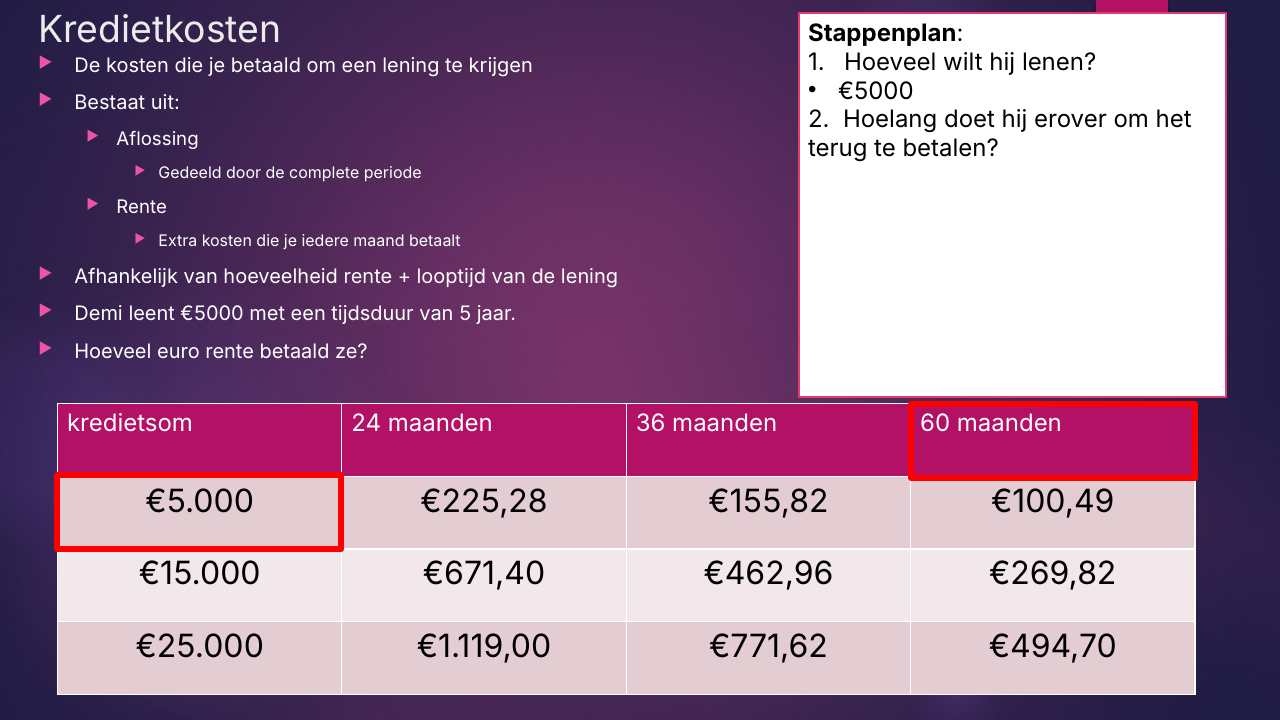 Kredietkosten
De kosten die je betaald om een lening te krijgen
Bestaat uit:
Aflossing
Gedeeld door de complete periode
Rente
Extra kosten die je iedere maand betaalt
Afhankelijk van hoeveelheid rente + looptijd van de lening
Demi leent €5000 met een tijdsduur van 5 jaar.
Hoeveel euro rente betaald ze?
Stappenplan:
1. Hoeveel wilt hij lenen?
• €5000
2. Hoelang doet hij erover om het
terug te betalen?
kredietsom 24 maanden 36 maanden 60 maanden
€5.000 €225,28 €155,82 €100,49
€15.000 €671,40 €462,96 €269,82
€25.000 €1.119,00 €771,62 €494,70